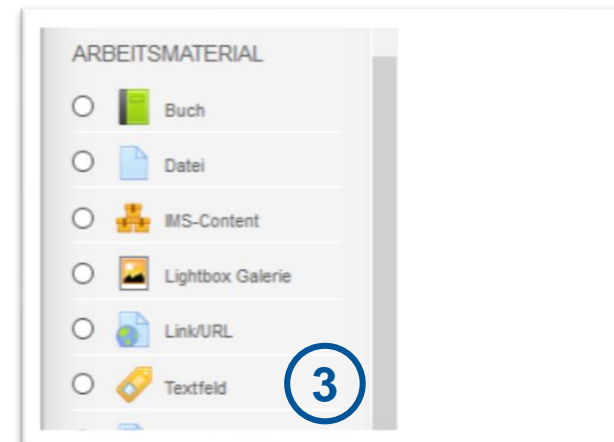 ARBEITSMATERIAL
Buch
Datei
IMS-Content
Lightbox Galerie
Link/URL
Textfeld
3